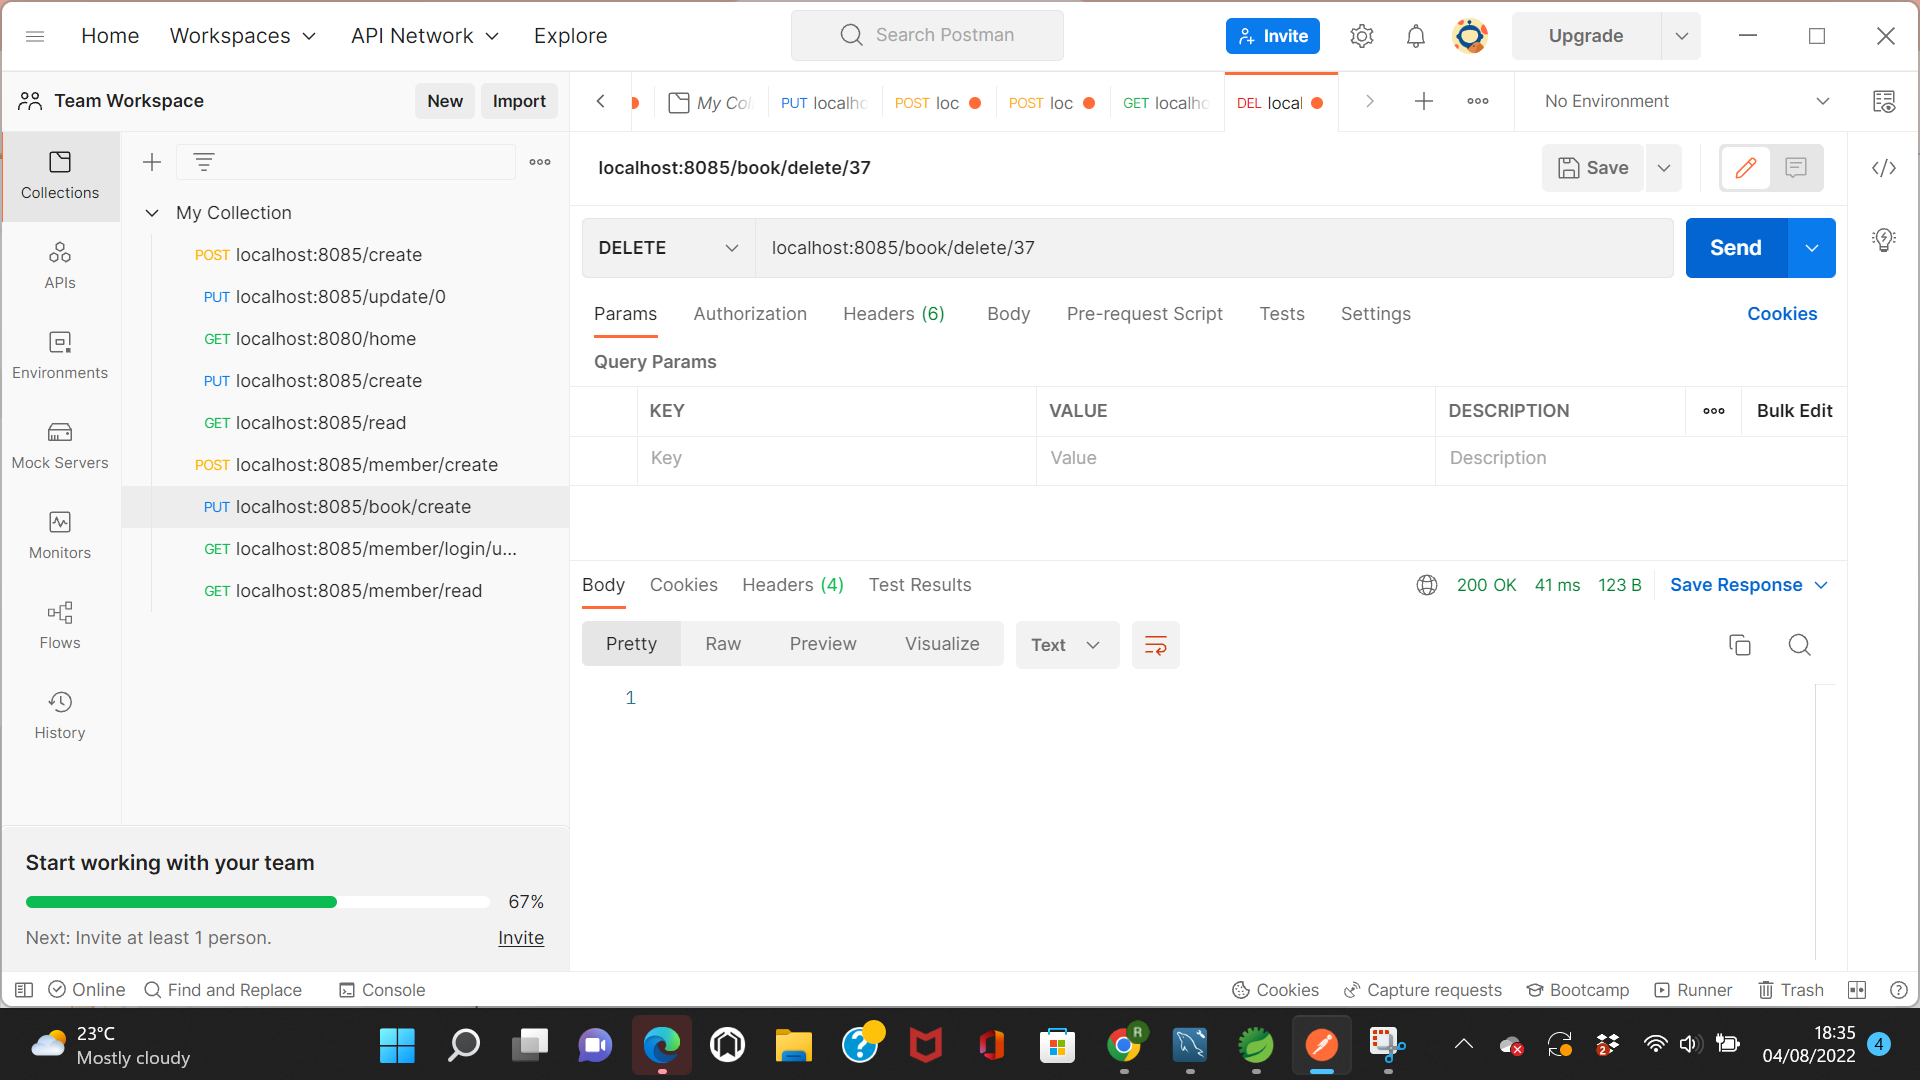 Home Workspaces API Network Explore Search Postman Invite Upgrade
Team Workspace New Import My Col PUT localhc POST loc POST loc GET localho DEL local No Environment
Collections
APIs
Environments
Mock Servers
Monitors
Flows
History
My Collection
POST localhost:8085/create
PUT localhost:8085/update/0
GET localhost:8080/home
PUT localhost:8085/create
GET localhost:8085/read
POST localhost:8085/member/create
PUT localhost:8085/book/create
GET localhost:8085/member/login/u...
GET localhost:8085/member/read
localhost:8085/book/delete/37 Save
DELETE localhost:8085/book/delete/37 Send
Params Authorization Headers (6) Body Pre-request Script Tests Settings Cookies
Query Params
KEY VALUE DESCRIPTION Bulk Edit
Key Value Description
Body Cookies Headers (4) Test Results 200 OK 41 ms 123 B Save Response
Pretty Raw Preview Visualize Text
1
Start working with your team
67%
Next: Invite at least 1 person. Invite
Online Find and Replace Console Cookies Capture requests Bootcamp Runner Trash
23°C
Mostly cloudy
R
2
18:35
04/08/2022
4